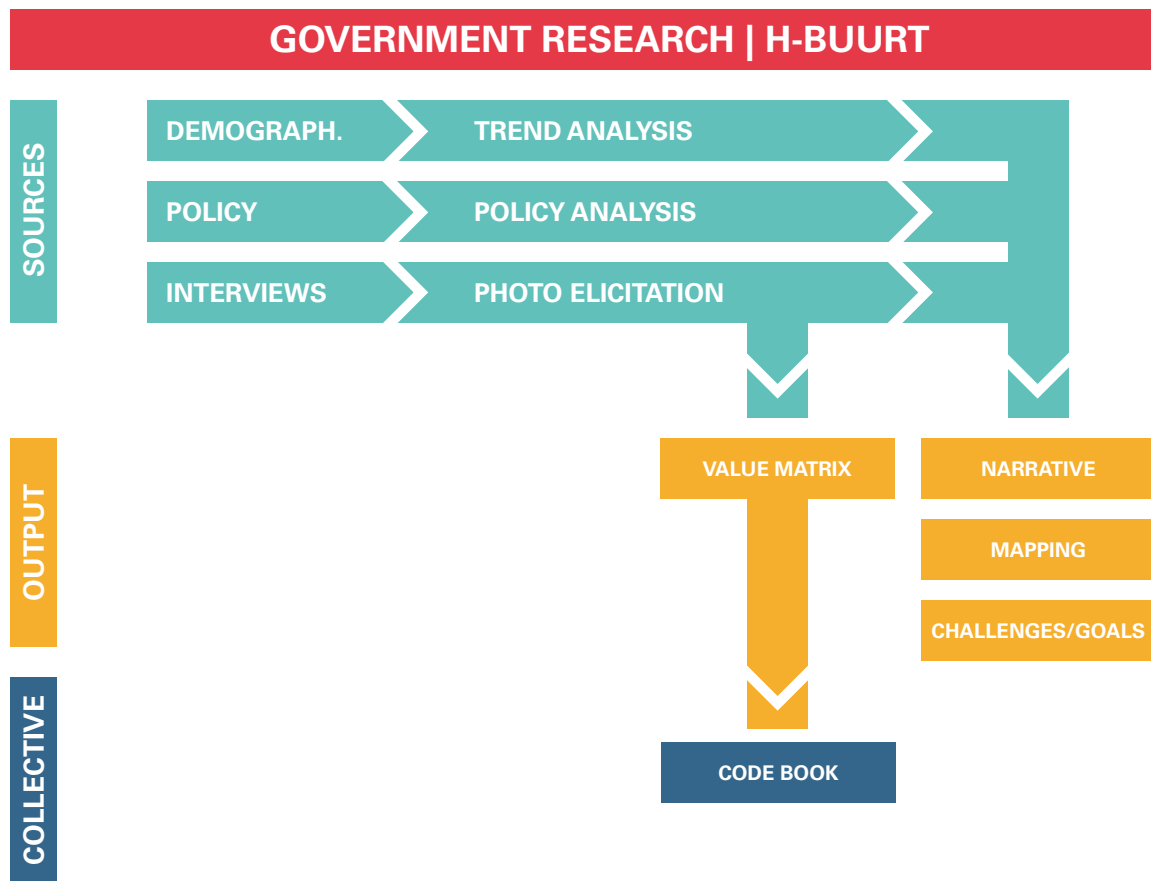 GOVERNMENT RESEARCH | H-BUURT
SOURCES
DEMOGRAPH.
TREND ANALYSIS
POLICY
POLICY ANALYSIS
INTERVIEWS
PHOTO ELICITATION
OUTPUT
VALUE MATRIX
NARRATIVE
MAPPING
CHALLENGES/GOALS
COLLECTIVE
CODE BOOK